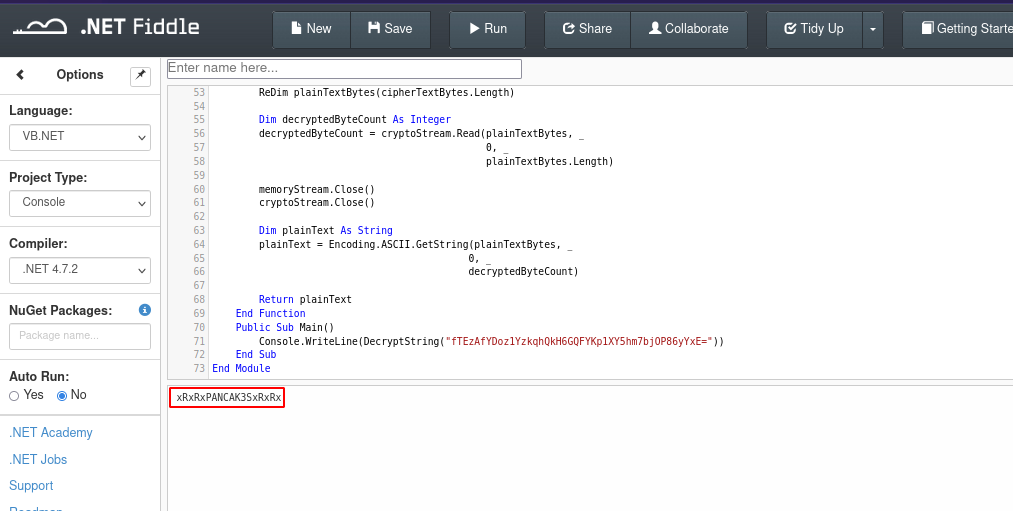 .NET Fiddle
New
Save
Run
Share
Collaborate
Tidy Up
Getting Starte
Options
Language:
VB.NET
Project Type:
Console
Compiler:
.NET 4.7.2
NuGet Packages:
Package name...
Auto Run:
Yes
No
.NET Academy
.NET Jobs
Support
Roadmap
Enter name here...
53 ReDim plainTextBytes(cipherTextBytes.Length)
54
55 Dim decryptedByteCount As Integer
56 decryptedByteCount = cryptoStream.Read(plainTextBytes, _
57 0, _
58 plainTextBytes.Length)
59
60 memoryStream.Close()
61 cryptoStream.Close()
62
63 Dim plainText As String
64 plainText = Encoding.ASCII.GetString(plainTextBytes, _
65 0, _
66 decryptedByteCount)
67
68 Return plainText
69 End Function
70 Public Sub Main()
71 Console.WriteLine(DecryptString("fTEzAfYDoz1YzkqhQkH6GQFYKp1XY5hm7bjOP86yYxE="))
72 End Sub
73 End Module
xRxRxPANCAK3SxRxRx